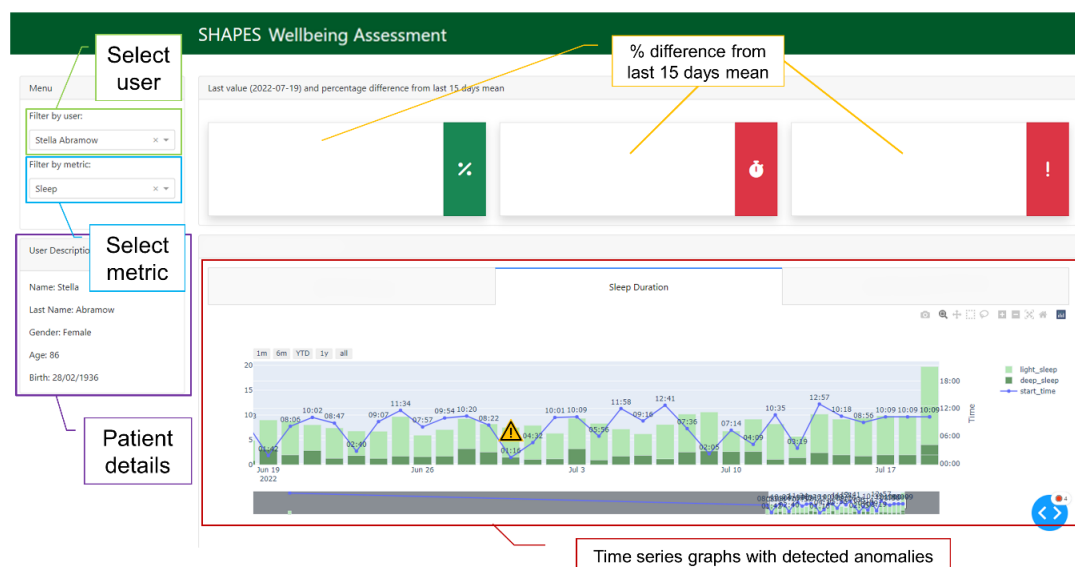 SHAPES Wellbeing Assessment
Select
user
% difference from
last 15 days mean
Menu
Last value (2022-07-19) and percentage difference from last 15 days mean
Filter by user:
Stella Abramow
Filter by metric:
Sleep
Select
metric
User Description
Name: Stella
Last Name: Abramow
Gender: Female
Age: 86
Birth: 28/02/1936
Patient
details
Sleep Duration
1m 6m YTD 1y all
20
15
10
5
0
01:42 08:06 10:02 08:47 02:40 09:07 11:34 07:57 09:54 10:20 08:22 01:16 04:32 10:01 10:09 05:56 11:58 09:18 12:41 07:36 02:05 07:14 04:09 10:35 03:19 12:57 10:18 08:56 10:09 10:09 10:09
18:00
12:00
06:00
00:00
Time
light_sleep
deep_sleep
start_time
Jun 19 Jun 26 Jul 3 Jul 10 Jul 17
2022
4
Time series graphs with detected anomalies